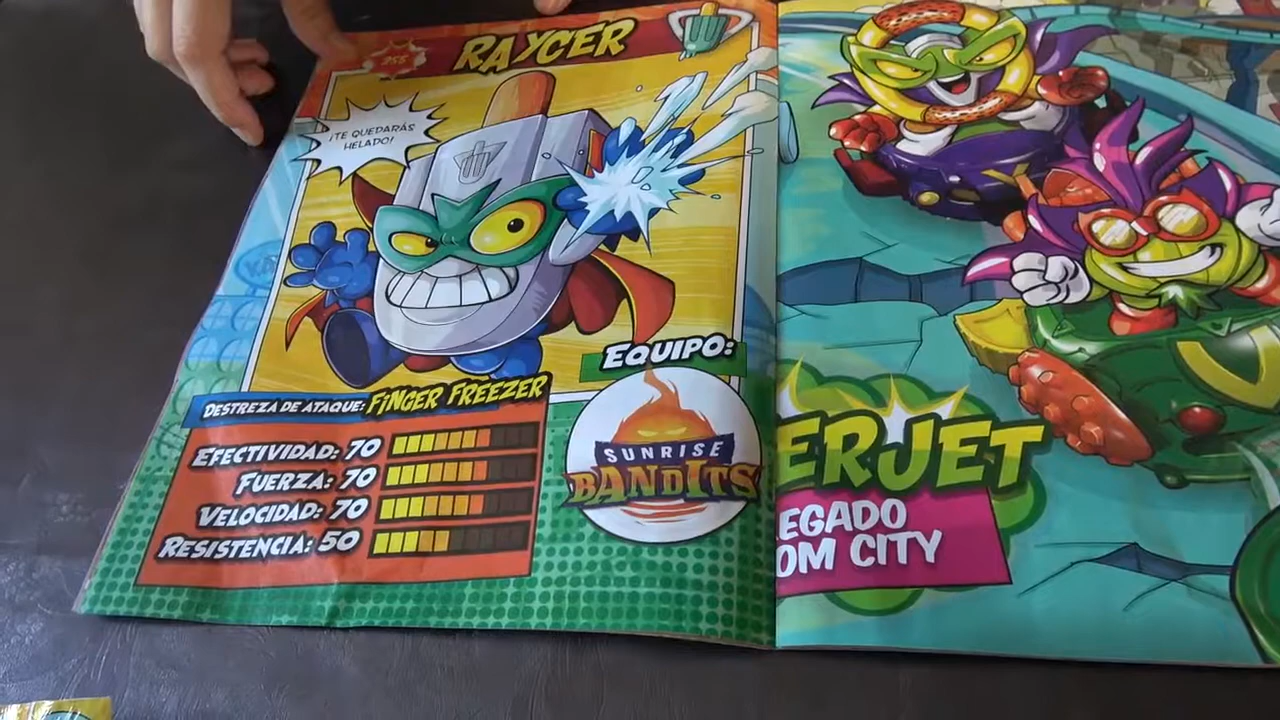 RAYCER
¡TE QUEDARÁS
HELADO!
EQUIPO:
SUNRISE
BANDITS
DESTREZA DE ATAQUE: FINGER FREEZER
EFECTIVIDAD: 70
FUERZA: 70
VELOCIDAD: 70
RESISTENCIA: 50
ERJET
EGADO
OM CITY